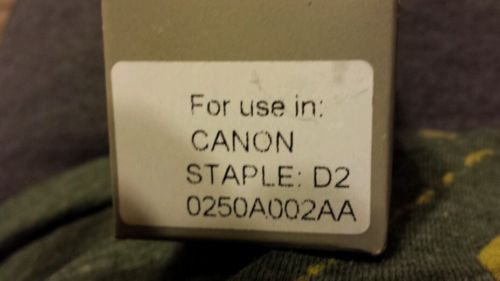 For use in:
CANON
STAPLE: D2
0250A002AA